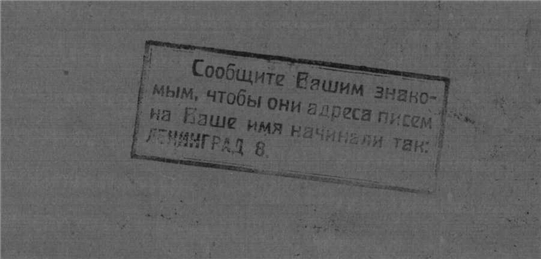 Сообщите Вашим знако-
мым, чтобы они адреса писем
на Ваше имя начинали так:
ЛЕНИНГРАД 8.